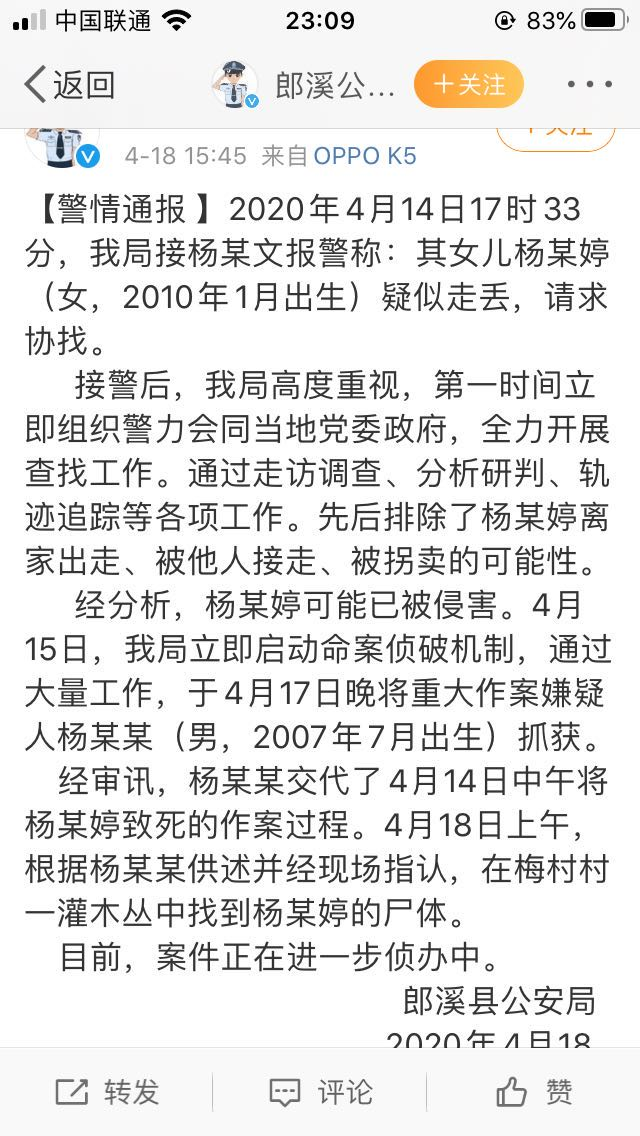 中国联通 23:09 83%
返回 郎溪公... +关注
4-18 15:45 来自 OPPO K5
【警情通报 】2020年4月14日17时33
分，我局接杨某文报警称：其女儿杨某婷
（女，2010年1月出生）疑似走丢，请求
协找。
接警后，我局高度重视，第一时间立
即组织警力会同当地党委政府，全力开展
查找工作。通过走访调查、分析研判、轨
迹追踪等各项工作。先后排除了杨某婷离
家出走、被他人接走、被拐卖的可能性。
经分析，杨某婷可能已被侵害。4月
15日，我局立即启动命案侦破机制，通过
大量工作，于4月17日晚将重大作案嫌疑
人杨某某（男，2007年7月出生）抓获。
经审讯，杨某某交代了4月14日中午将
杨某婷致死的作案过程。4月18日上午，
根据杨某某供述并经现场指认，在梅村村
一灌木丛中找到杨某婷的尸体。
目前，案件正在进一步侦办中。
郎溪县公安局
2020年4月18
转发 评论 赞